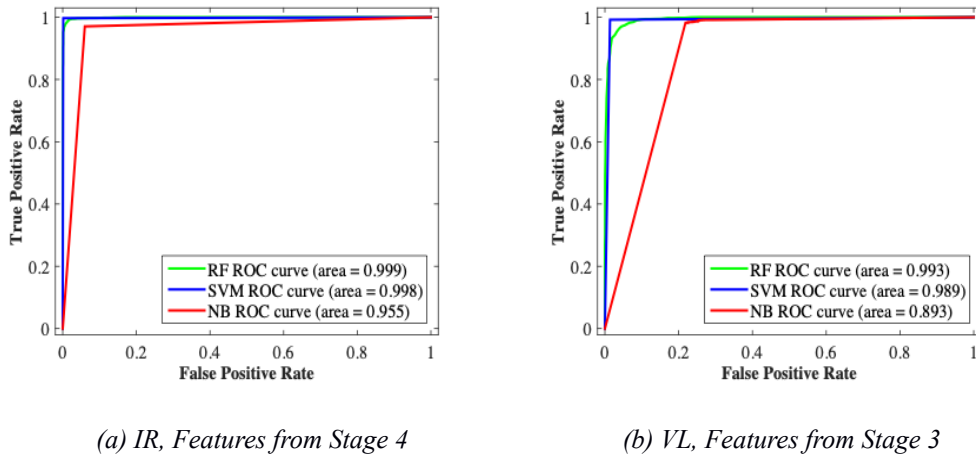 1
0.8
0.6
0.4
0.2
0
True Positive Rate
RF ROC curve (area = 0.999)
SVM ROC curve (area = 0.998)
NB ROC curve (area = 0.955)
0 0.2 0.4 0.6 0.8 1
False Positive Rate
(a) IR, Features from Stage 4
1
0.8
0.6
0.4
0.2
0
True Positive Rate
RF ROC curve (area = 0.993)
SVM ROC curve (area = 0.989)
NB ROC curve (area = 0.893)
0 0.2 0.4 0.6 0.8 1
False Positive Rate
(b) VL, Features from Stage 3